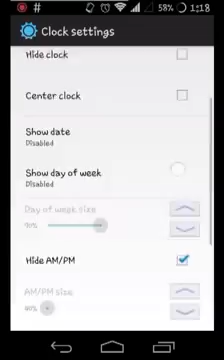 # 58% 1:18
Clock settings
Hide clock
Center clock
Show date
Disabled
Show day of week
Disabled
Day of week size
Hide AM/PM
AM/PM size